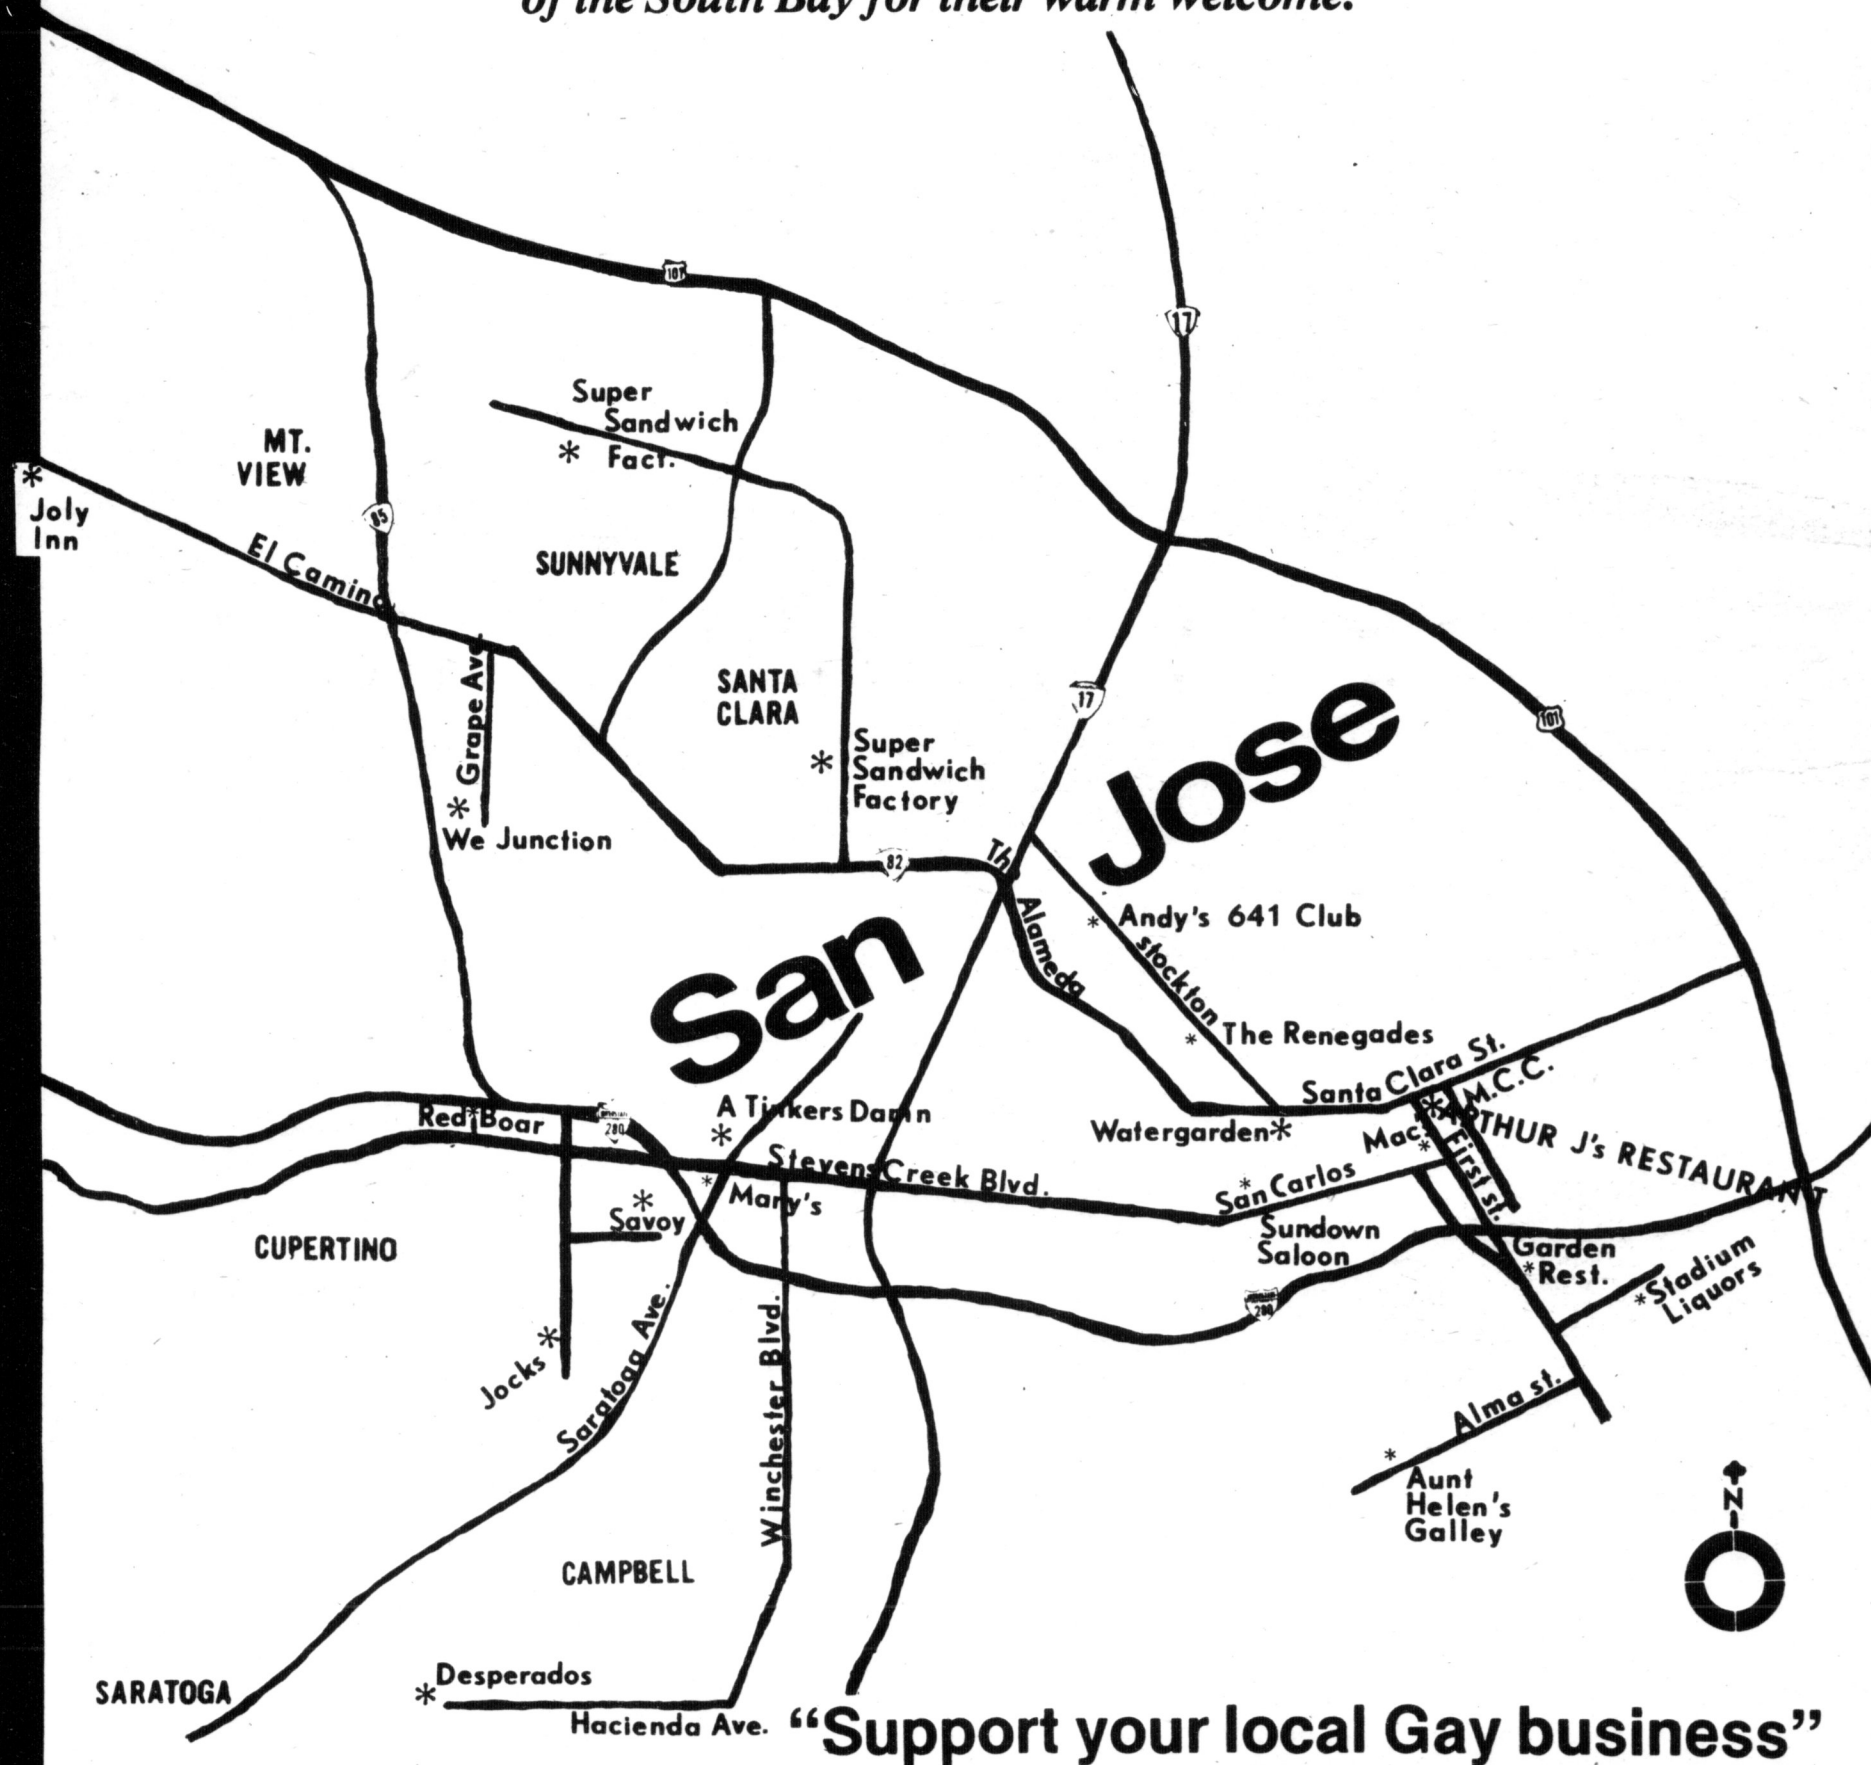 of the South Bay for their warm welcome.
101
17
Super
Sandwich
Fact.
MT.
VIEW
Joly
Inn
85
El Camino
SUNNYVALE
Grape Ave
We Junction
SANTA
CLARA
Super
Sandwich
Factory
17
San Jose
101
82
The Alameda
Andy's 641 Club
stockton
The Renegades
Santa Clara St.
M.C.C.
ARTHUR J's RESTAURANT
Watergarden
Mac's
First st.
A Tinkers Damn
Red Boar
280
Stevens Creek Blvd.
Mary's
San Carlos
Sundown
Saloon
Savoy
CUPERTINO
Garden
Rest.
Stadium
Liquors
280
Jocks
Saratoga Ave.
Winchester Blvd.
Alma st.
Aunt
Helen's
Galley
N
CAMPBELL
SARATOGA
Desperados
Hacienda Ave.
“Support your local Gay business”